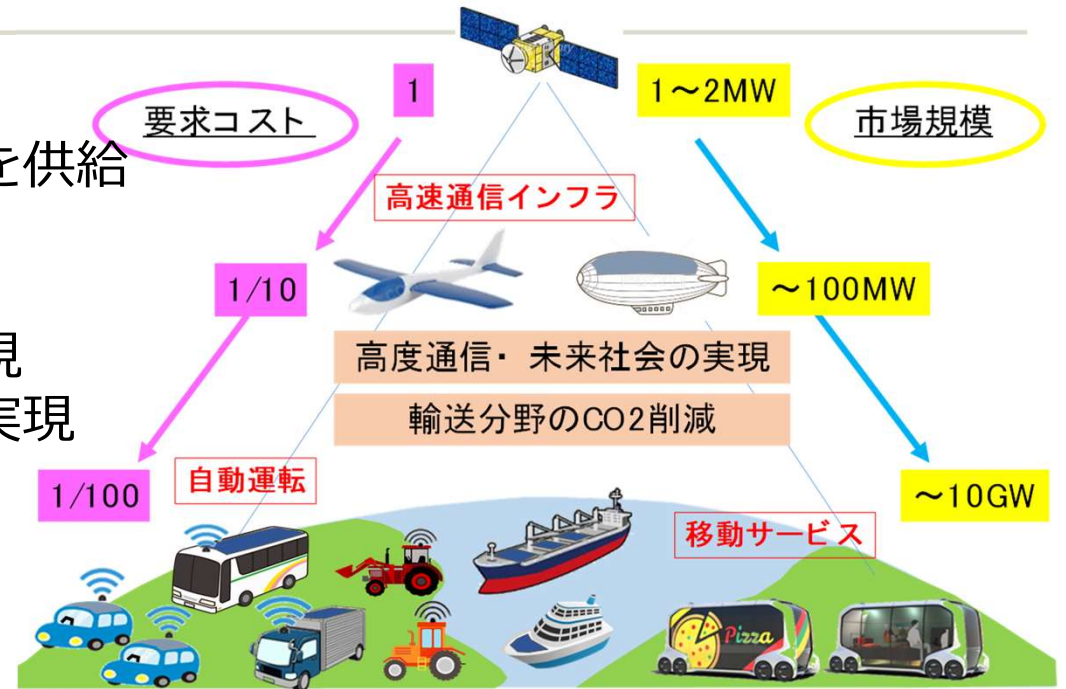 1
1～2MW
要求コスト
市場規模
を供給
高速通信インフラ
1/10
～100MW
現
高度通信・未来社会の実現
実現
輸送分野のCO2削減
自動運転
1/100
～10GW
移動サービス
Pizza